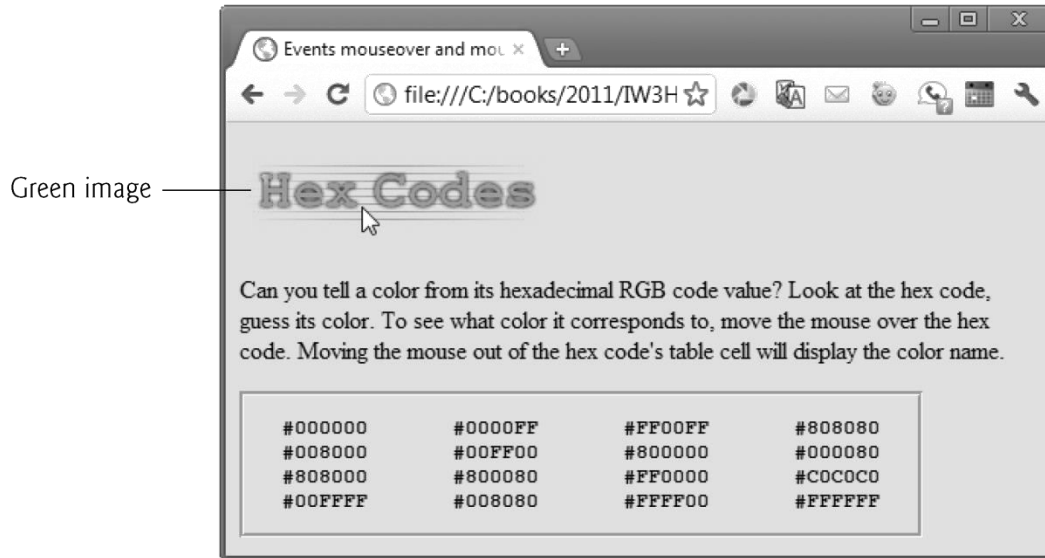 Events mouseover and mou
file:///C:/books/2011/IW3H
Green image
Hex Codes
Can you tell a color from its hexadecimal RGB code value? Look at the hex code,
guess its color. To see what color it corresponds to, move the mouse over the hex
code. Moving the mouse out of the hex code's table cell will display the color name.
#000000 #0000FF #FF00FF #808080
#008000 #00FF00 #800000 #000080
#808000 #800080 #FF0000 #C0C0C0
#00FFFF #008080 #FFFF00 #FFFFFF